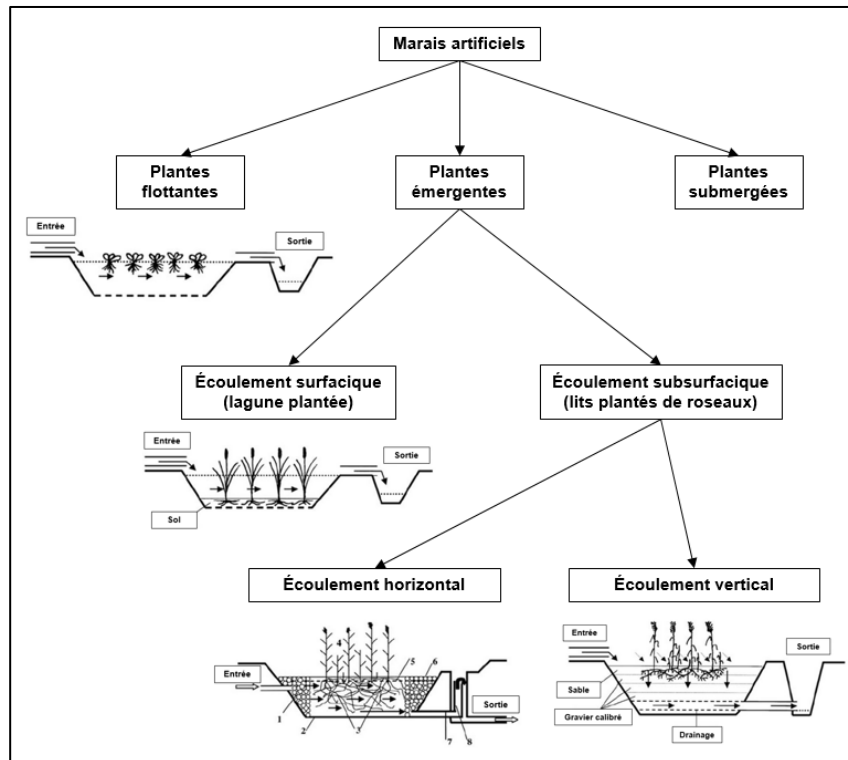 Marais artificiels
Plantes
flottantes
Plantes
émergentes
Plantes
submergées
Entrée
Sortie
Écoulement surfacique
(lagune plantée)
Écoulement subsurfacique
(lits plantés de roseaux)
Entrée
Sortie
Sol
Écoulement horizontal
Écoulement vertical
Entrée
4
5
6
Sortie
1
2
3
7
8
Entrée
Sortie
Sable
Gravier calibré
Drainage